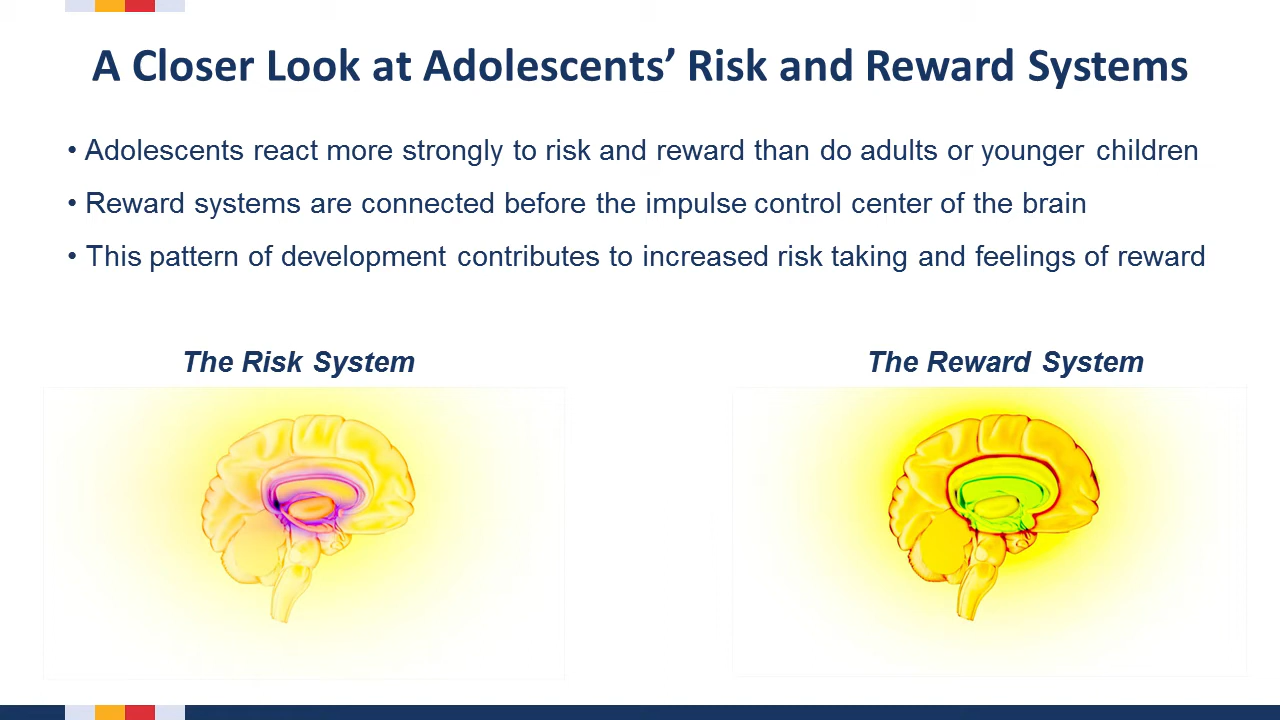 A Closer Look at Adolescents’ Risk and Reward Systems
• Adolescents react more strongly to risk and reward than do adults or younger children
• Reward systems are connected before the impulse control center of the brain
• This pattern of development contributes to increased risk taking and feelings of reward
The Risk System
The Reward System